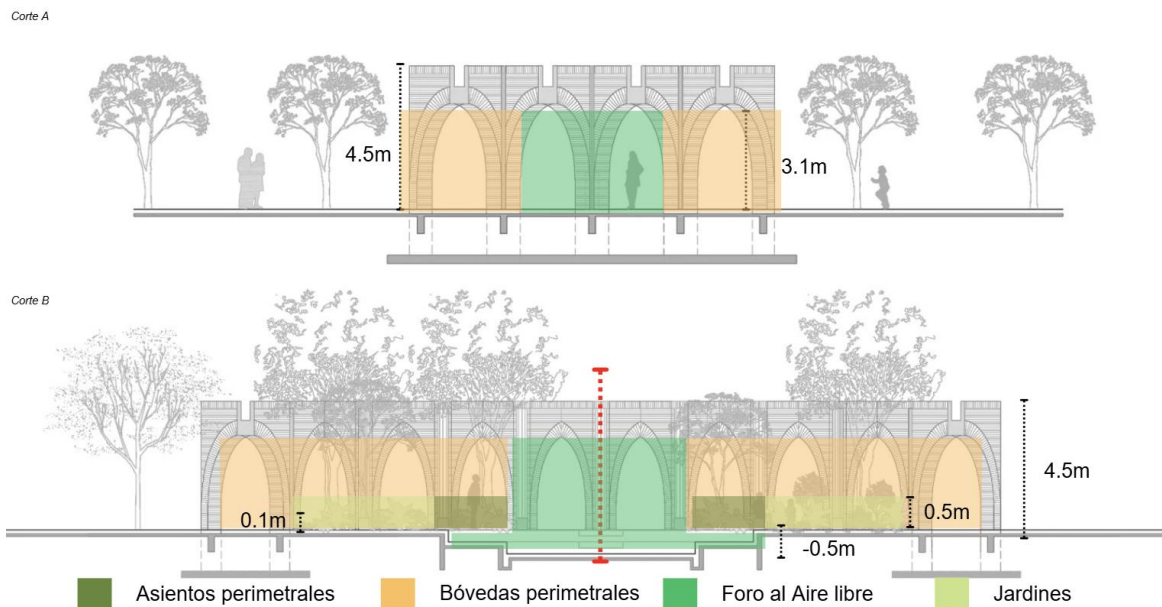 Corte A
4.5m
3.1m
Corte B
0.1m
0.5m
4.5m
-0.5m
Asientos perimetrales
Bóvedas perimetrales
Foro al Aire libre
Jardines